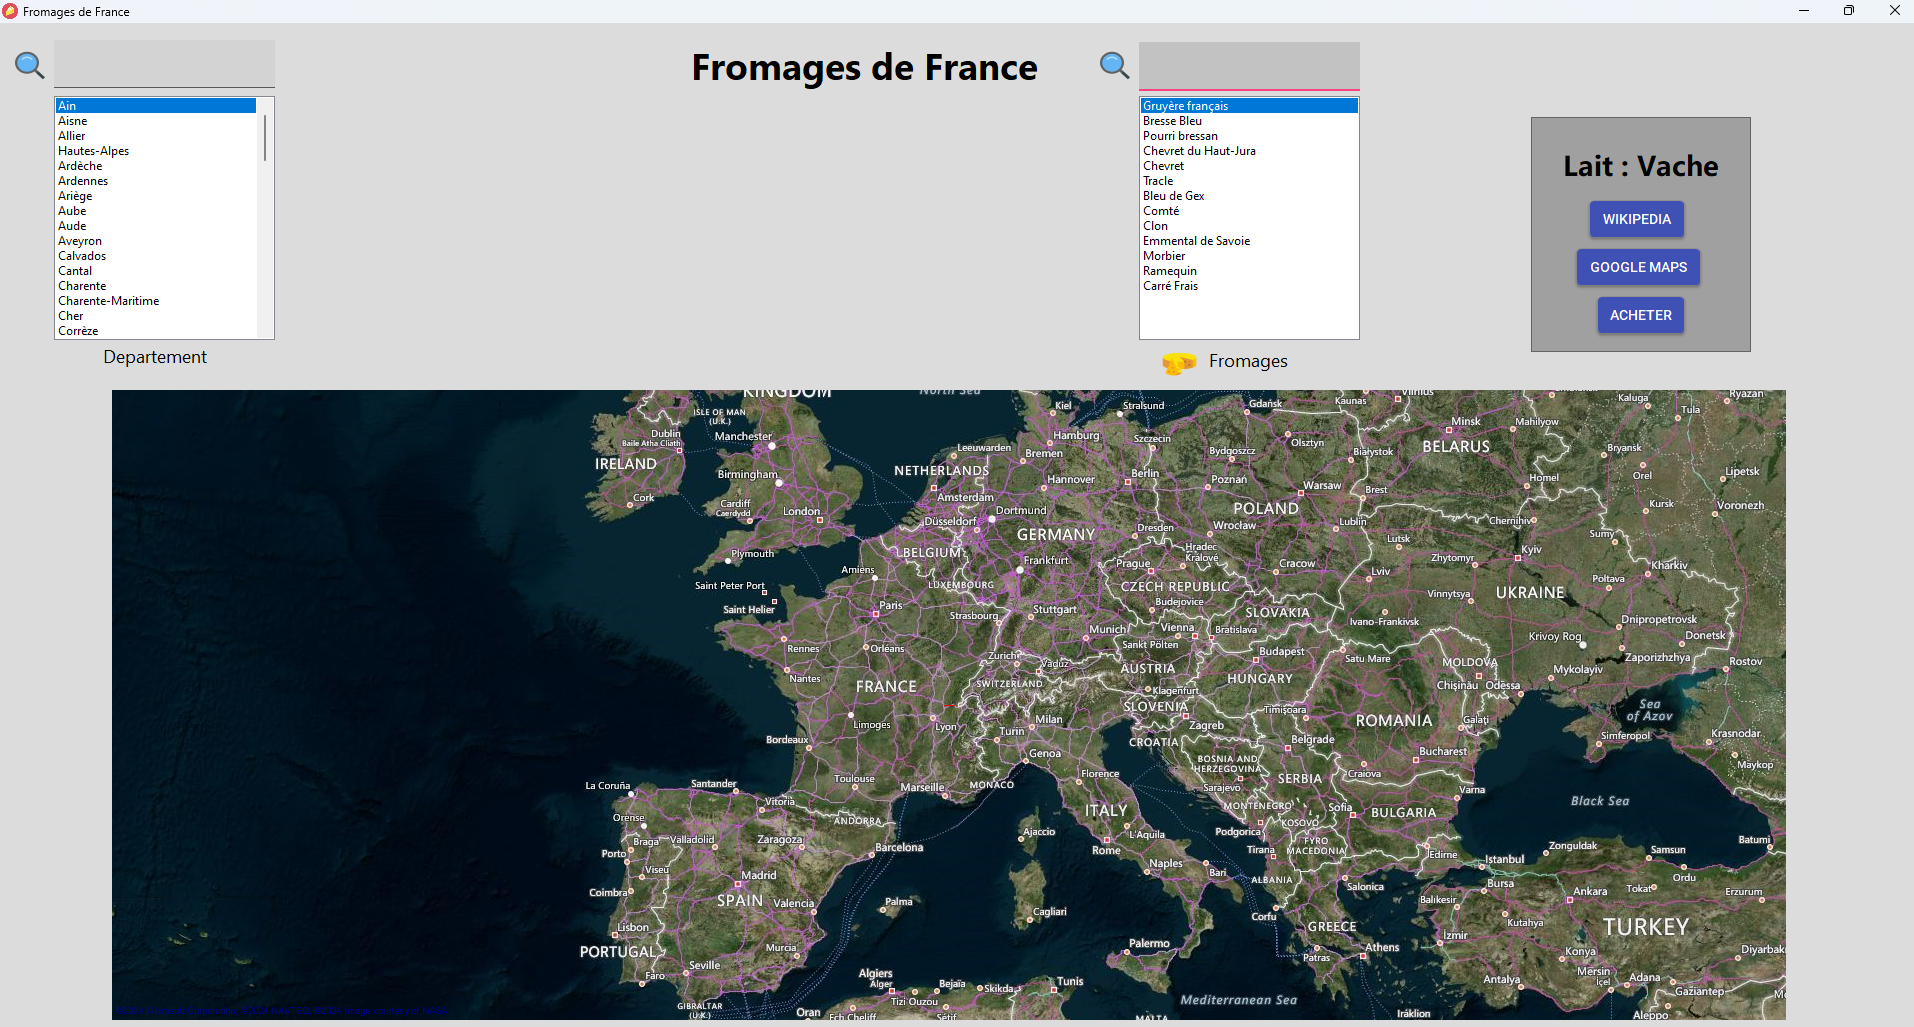 Fromages de France
Fromages de France
Ain
Aisne
Allier
Hautes-Alpes
Ardèche
Ardennes
Ariège
Aube
Aude
Aveyron
Calvados
Cantal
Charente
Charente-Maritime
Cher
Corrèze
Departement
Gruyère français
Bresse Bleu
Pourri bressan
Chevret du Haut-Jura
Chevret
Tracle
Bleu de Gex
Comté
Clon
Emmental de Savoie
Morbier
Ramequin
Carré Frais
Fromages
Lait : Vache
WIKIPEDIA
GOOGLE MAPS
ACHETER
KINGDOM
North Sea
ISLE OF MAN
(U.K.)
Dublin
Baile Átha Cliath
Manchester
IRELAND
Birmingham
Cork
Cardiff
Caerdydd
London
Plymouth
Saint Peter Port
Saint Helier
Kiel
Stralsund
Gdańsk
Kaunas
Vilnius
Kaluga
Ryazan
Tula
Minsk
Mahilyow
Hamburg
Szczecin
Olsztyn
BELARUS
Bryansk
Leeuwarden
Bremen
Bydgoszcz
Białystok
NETHERLANDS
Hannover
Berlin
Poznań
Warsaw
Brest
Homel
Orel
Lipetsk
Amsterdam
Dortmund
POLAND
Kursk
Voronezh
Düsseldorf
GERMANY
Dresden
Wrocław
Lublin
Chernihiv
Sumy
BELGIUM
Frankfurt
Prague
Hradec
Králové
Cracow
Lutsk
Zhytomyr
Kyiv
Kharkiv
Amiens
LUXEMBOURG
CZECH REPUBLIC
Lviv
Poltava
Paris
Strasbourg
Stuttgart
Budejovice
SLOVAKIA
Vinnytsya
UKRAINE
Munich
Vienna
Bratislava
Ivano-Frankivsk
Dnipropetrovsk
Krivoy Rog
Donetsk
Rennes
Orléans
Zurich
Vaduz
Sankt Pölten
Budapest
Satu Mare
MOLDOVA
Zaporizhzhya
Rostov
Nantes
FRANCE
SWITZERLAND
AUSTRIA
HUNGARY
Chișinău
Odessa
Mykolayiv
Klagenfurt
SLOVENIA
Timișoara
Sea
of Azov
Limoges
Lyon
Milan
Zagreb
ROMANIA
Galați
Bordeaux
Turin
Genoa
CROATIA
Belgrade
Bucharest
Simferopol
Krasnodar
BOSNIA AND
HERZEGOVINA
Maykop
La Coruña
Santander
Toulouse
Marseille
MONACO
Florence
SERBIA
Craiova
Sarajevo
Varna
Black Sea
Orense
Vitoria
ANDORRA
ITALY
MONTENEGRO
Sofia
BULGARIA
KOSOVO
Braga
Valladolid
Zaragoza
Ajaccio
L'Aquila
Podgorica
Porto
Barcelona
Rome
Tirana
FYRO
MACEDONIA
Edirne
Istanbul
Zonguldak
Samsun
Batumi
Viseu
Madrid
Naples
Bari
ALBANIA
Salonica
Bursa
Ankara
Tokat
Ordu
Erzurum
Coimbra
SPAIN
Valencia
Palma
Cagliari
Corfu
Balıkesir
Kutahya
Lisbon
GREECE
TURKEY
PORTUGAL
Murcia
Palermo
Patras
Athens
İzmir
Konya
Diyarbak
Faro
Seville
Algiers
Alger
Bejaïa
Skikda
Tunis
Antalya
Mersin
İçel
Adana
Gaziantep
GIBRALTAR
(U.K.)
Tizi Ouzou
Mediterranean Sea
Oran
Ech Cheliff
Sétif
MALTA
Iráklion
Aleppo